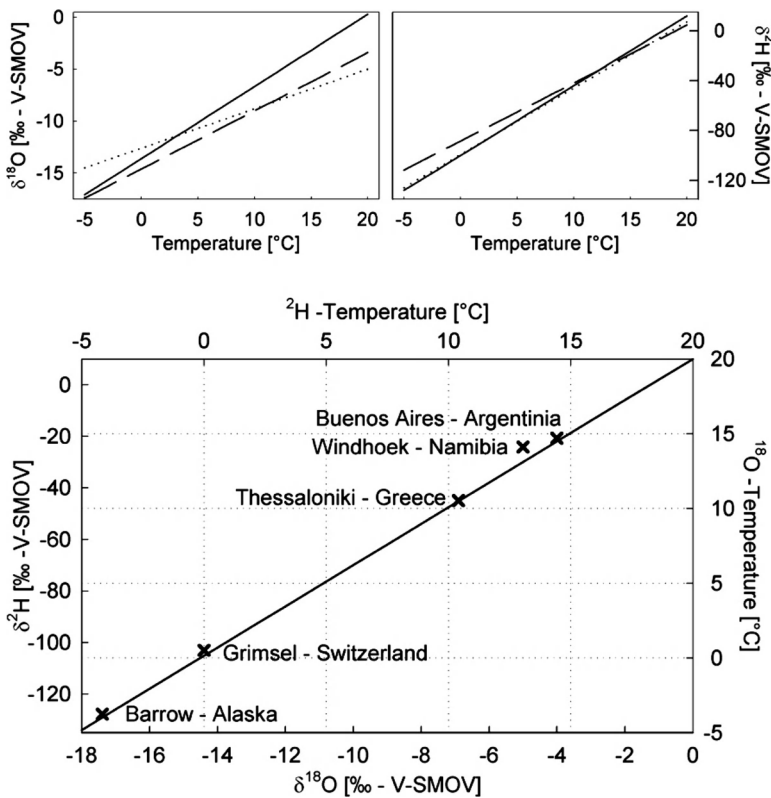 0
-5
-10
-15
δ¹⁸O [‰ - V-SMOV]
-5 0 5 10 15 20
Temperature [°C]
0
-40
-80
-120
δ²H [‰ - V-SMOV]
-5 0 5 10 15 20
Temperature [°C]
²H -Temperature [°C]
-5 0 5 10 15 20
0
-20
-40
-60
-80
-100
-120
δ²H [‰ -V-SMOV]
Buenos Aires - Argentinia
Windhoek - Namibia
Thessaloniki - Greece
Grimsel - Switzerland
Barrow - Alaska
20
15
10
5
0
-5
¹⁸O -Temperature [°C]
-18 -16 -14 -12 -10 -8 -6 -4 -2 0
δ¹⁸O [‰ - V-SMOV]